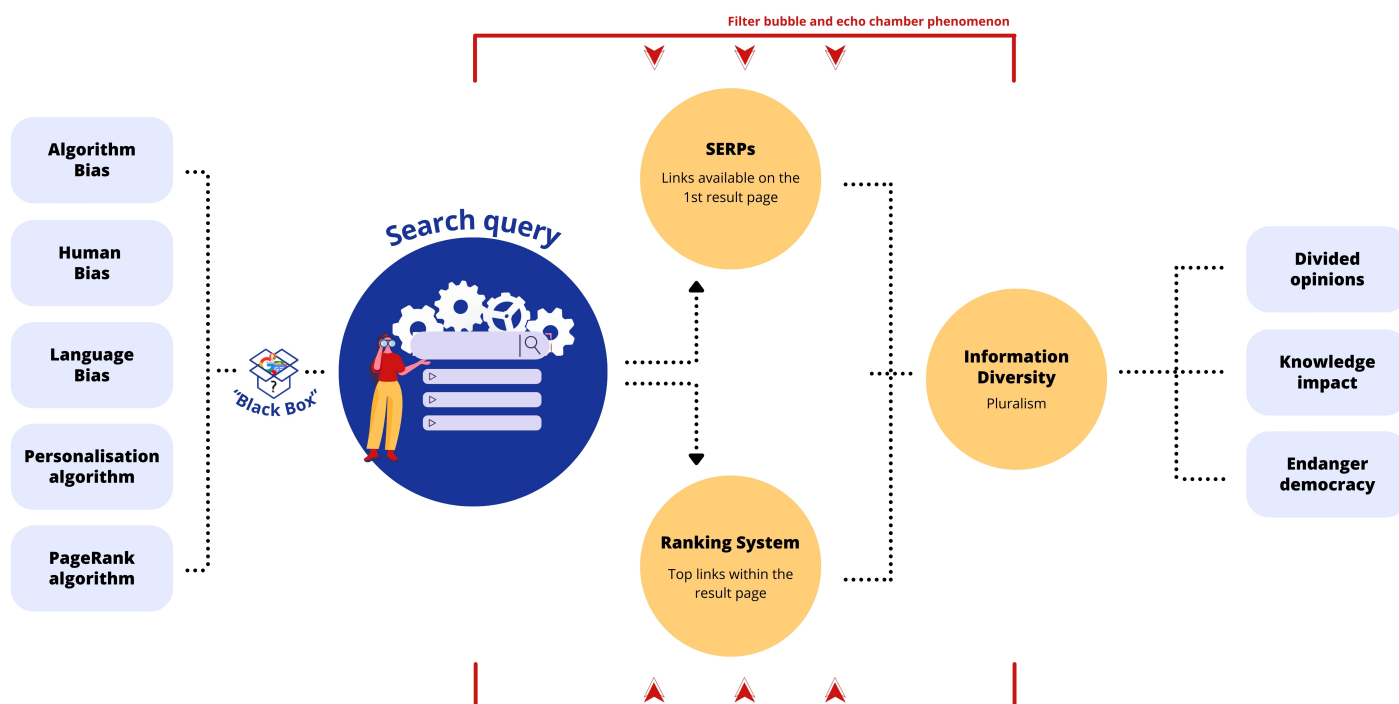 Filter bubble and echo chamber phenomenon
Algorithm
Bias
Human
Bias
Language
Bias
Personalisation
algorithm
PageRank
algorithm
?
“Black Box”
Search query
SERPs
Links available on the
1st result page
Ranking System
Top links within the
result page
Information
Diversity
Pluralism
Divided
opinions
Knowledge
impact
Endanger
democracy